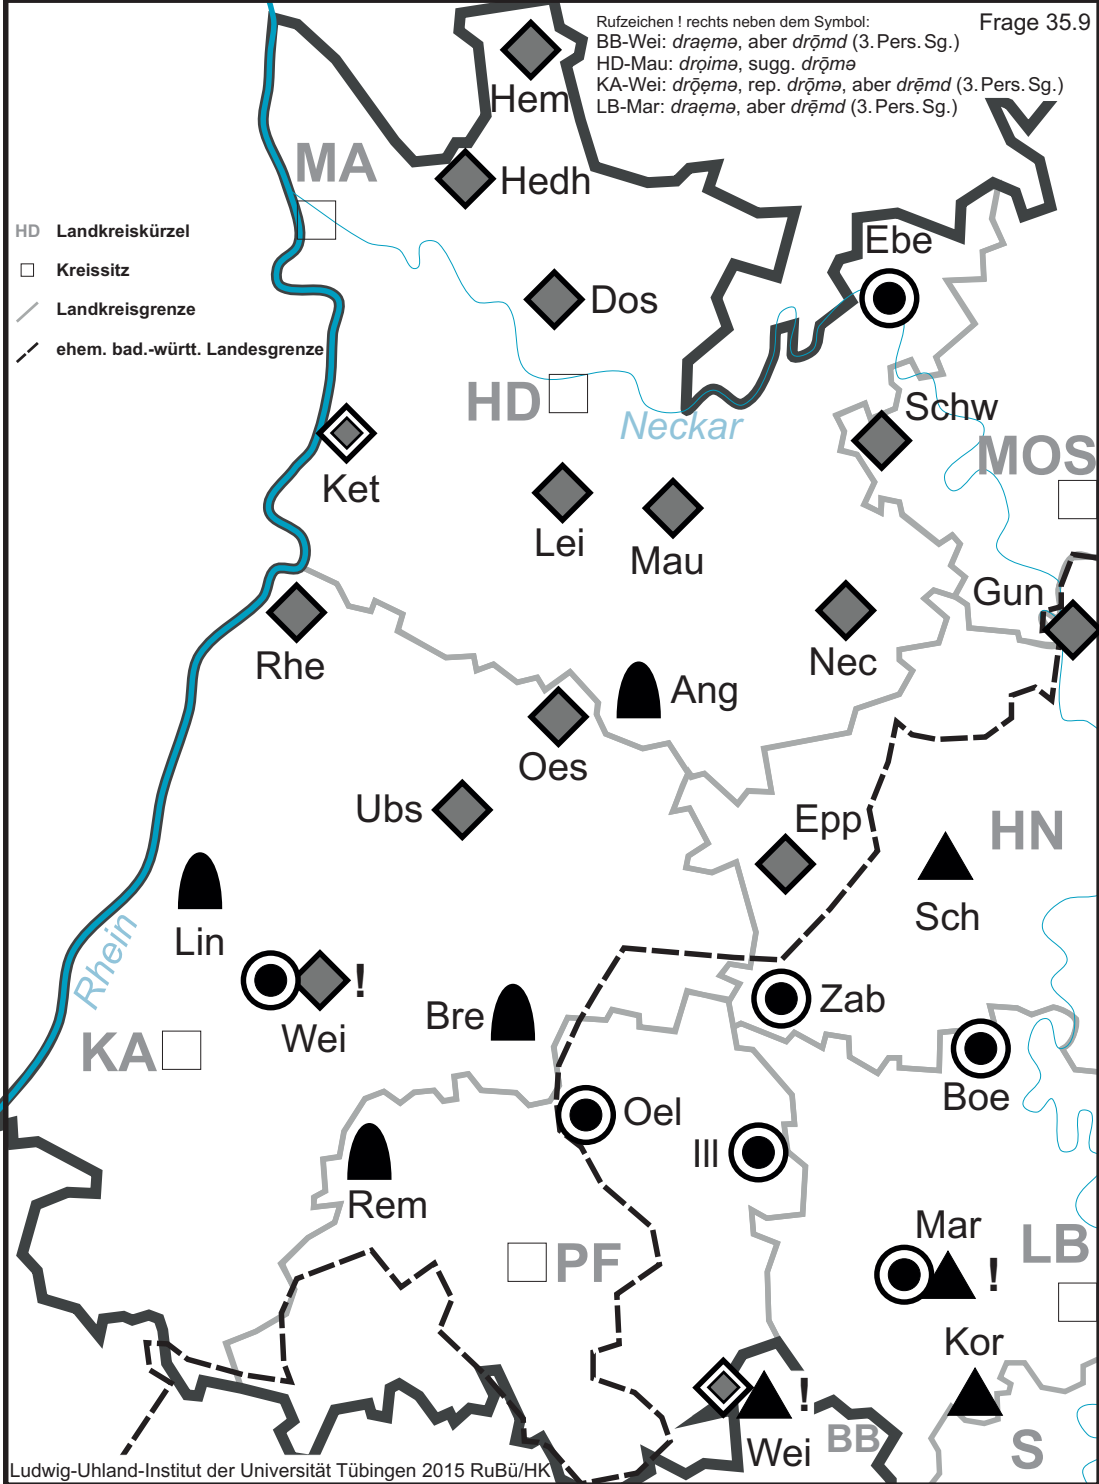 Rufzeichen ! rechts neben dem Symbol:
Frage 35.9
BB-Wei: draẹmə, aber drǭmd (3. Pers. Sg.)
HD-Mau: drọimə, sugg. drǭmə
KA-Wei: drǭẹmə, rep. drǭmə, aber drę̄md (3. Pers. Sg.)
LB-Mar: draẹmə, aber drę̄md (3. Pers. Sg.)
Hem
MA
Hedh
HD Landkreiskürzel
Kreissitz
Landkreisgrenze
ehem. bad.-württ. Landesgrenze
Ebe
Dos
HD
Neckar
Schw
MOS
Ket
Lei
Mau
Gun
Rhe
Nec
Ang
Oes
Ubs
Epp
HN
Sch
Lin
Rhein
!
Wei
Bre
Zab
KA
Boe
Oel
Ill
Rem
Mar
LB
PF
!
Kor
!
Wei
BB
S
Ludwig-Uhland-Institut der Universität Tübingen 2015 RuBü/HK